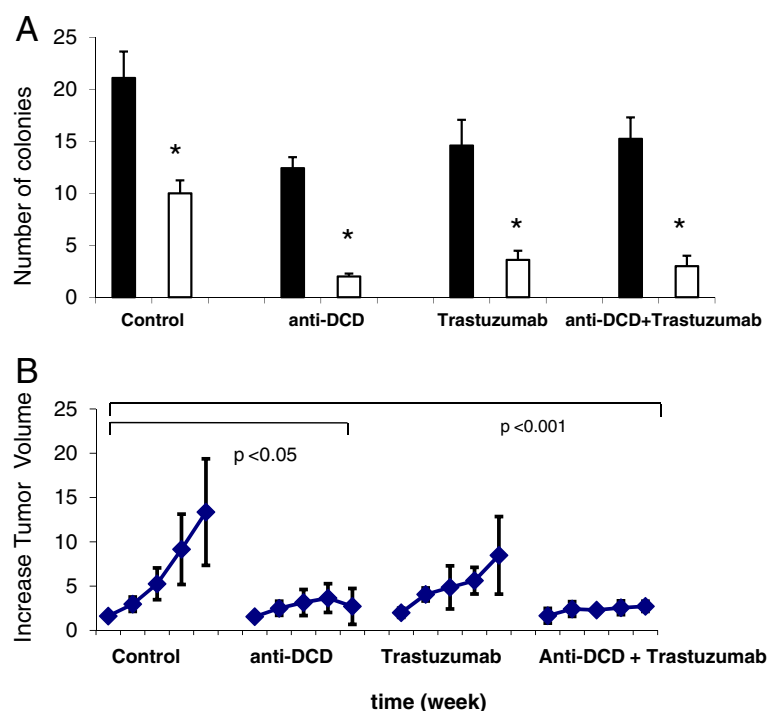 A
Number of colonies
25
20
15
10
5
0
* * * *
Control anti-DCD Trastuzumab anti-DCD+Trastuzumab
B
Increase Tumor Volume
25
20
15
10
5
0
p <0.001
p <0.05
Control anti-DCD Trastuzumab Anti-DCD + Trastuzumab
time (week)